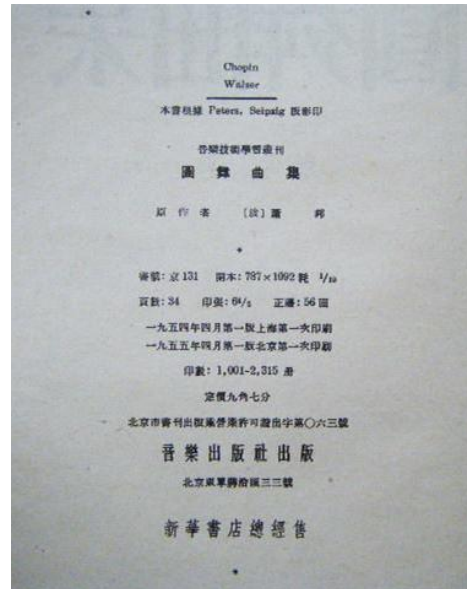 Chopin
Walzer
本書根據 Peters, Leipzig 版影印
音樂技術學習叢刊
圓舞曲集
原作者 〔波〕蕭邦
*
書號:京131 開本:787×1092 耗 1/10
頁數:34 印張:6 4/5 正譜:56面
一九五四年四月第一版上海第一次印刷
一九五五年四月第一版北京第一次印刷
印數:1,001-2,315 册
定價九角七分
北京市書刊出版業營業許可證出字第〇六三號
音樂出版社出版
北京東單溝沿頭三三號
新華書店總經售
*